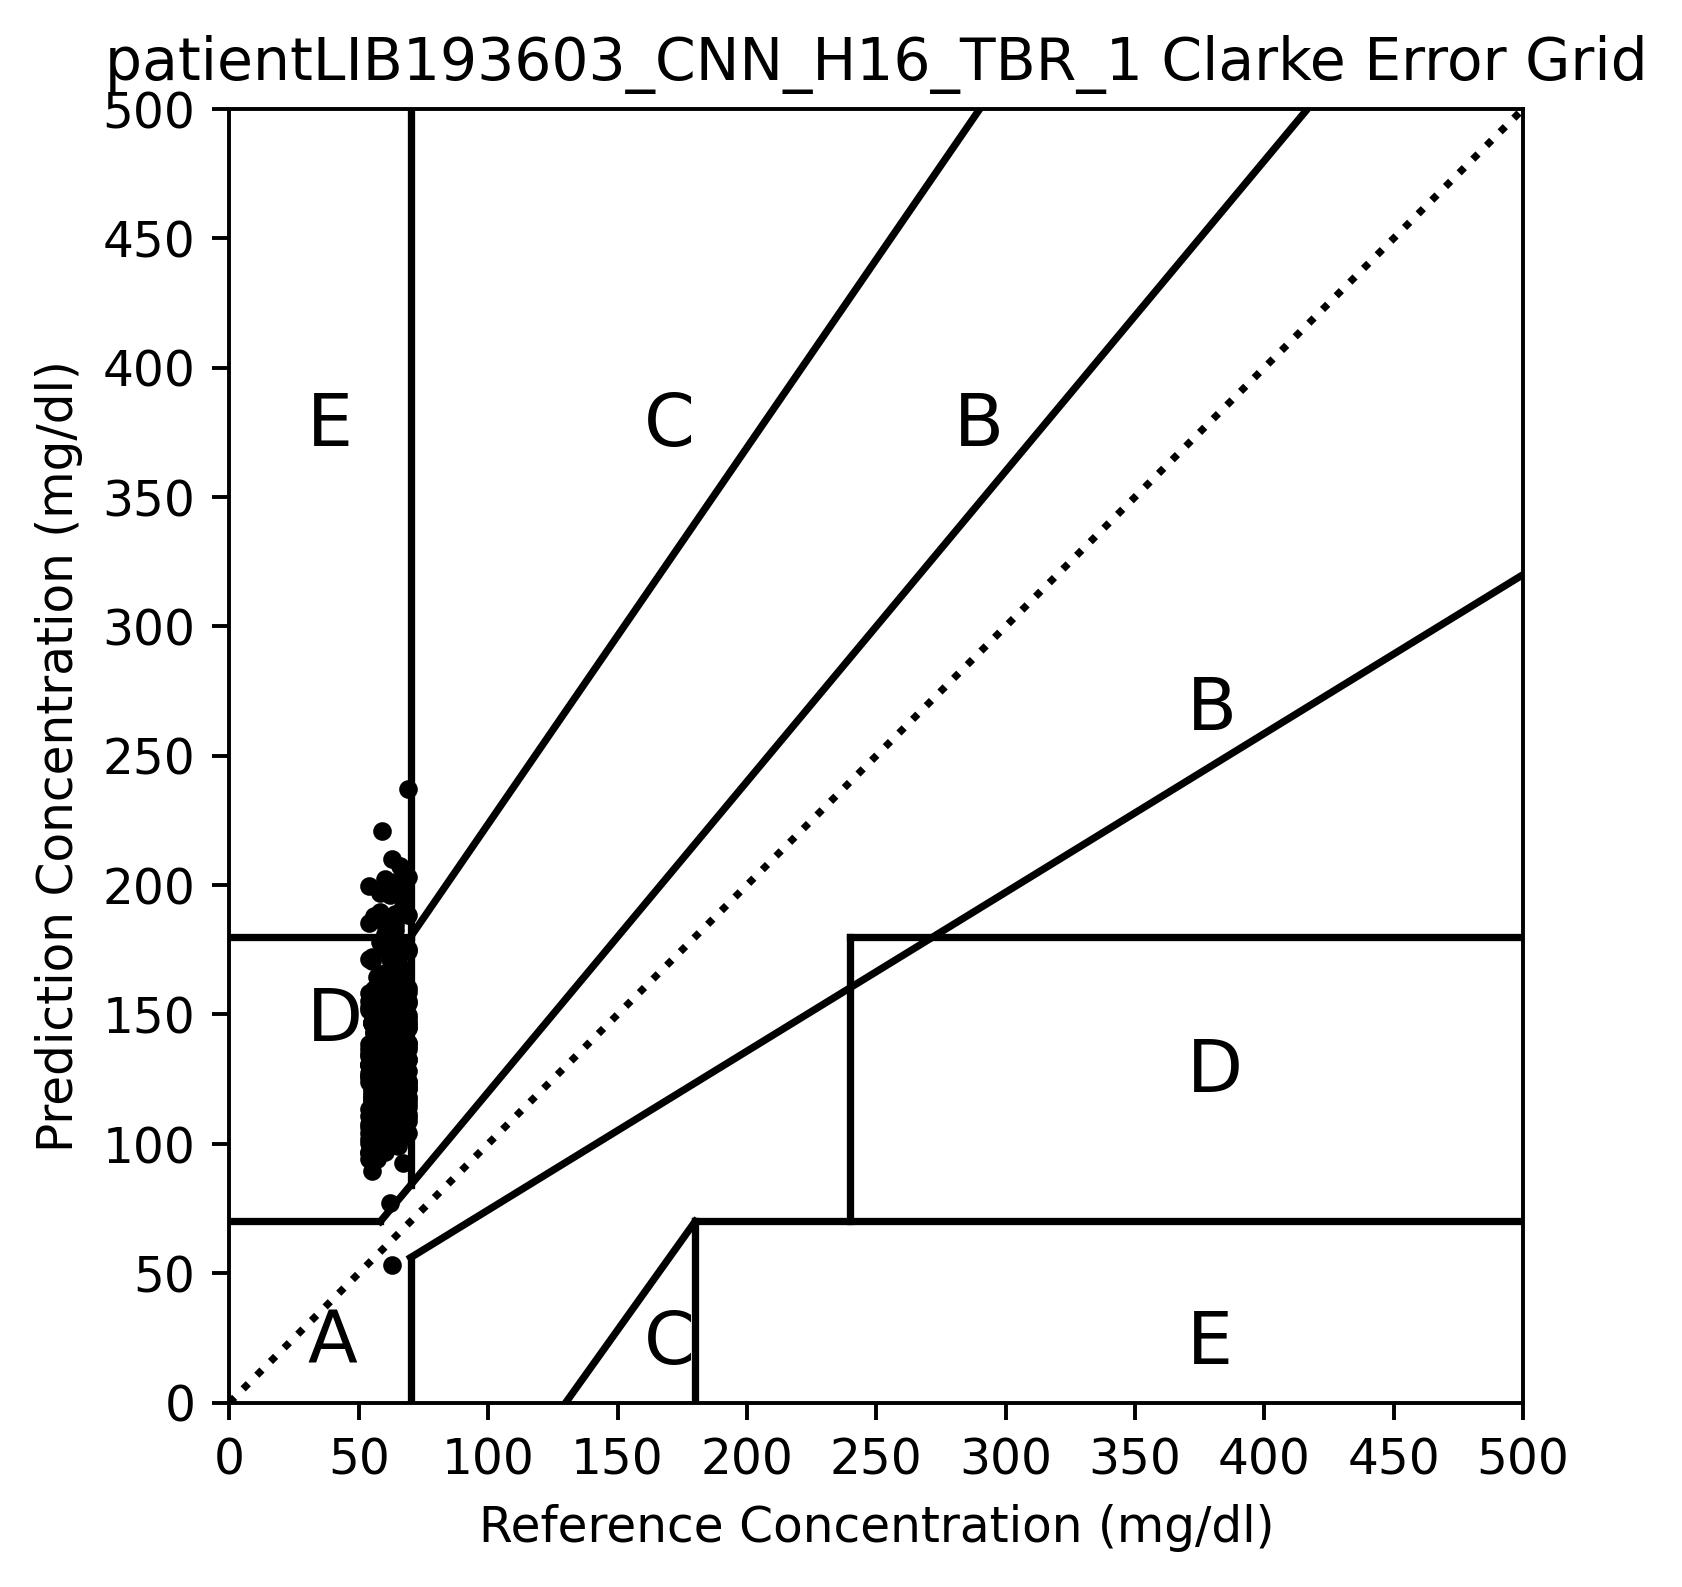 patientLIB193603_CNN_H16_TBR_1 Clarke Error Grid
500
450
400
350
300
250
200
150
100
50
0
Prediction Concentration (mg/dl)
E
C
B
B
D
D
A
C
E
0 50 100 150 200 250 300 350 400 450 500
Reference Concentration (mg/dl)